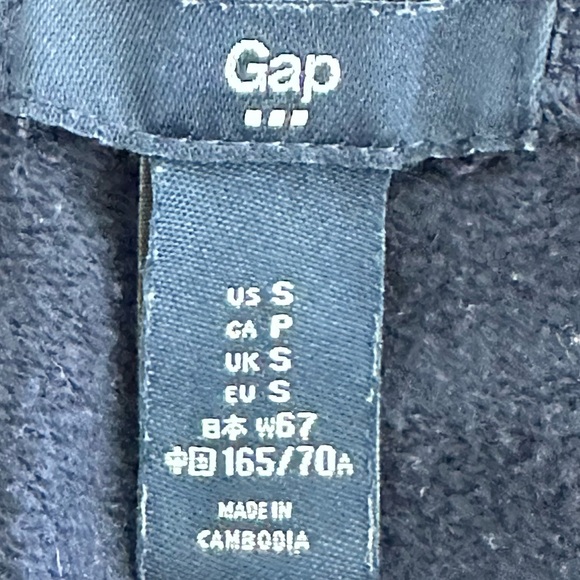 Gap
US S
CA P
UK S
EU S
日本 W67
中国 165/70A
MADE IN
CAMBODIA